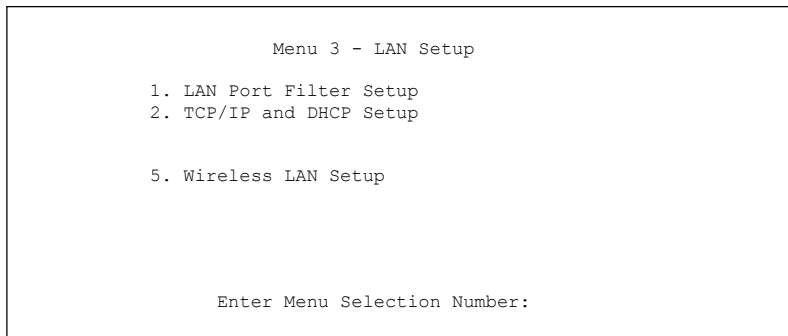 Menu 3 - LAN Setup
1. LAN Port Filter Setup
2. TCP/IP and DHCP Setup
5. Wireless LAN Setup
Enter Menu Selection Number: